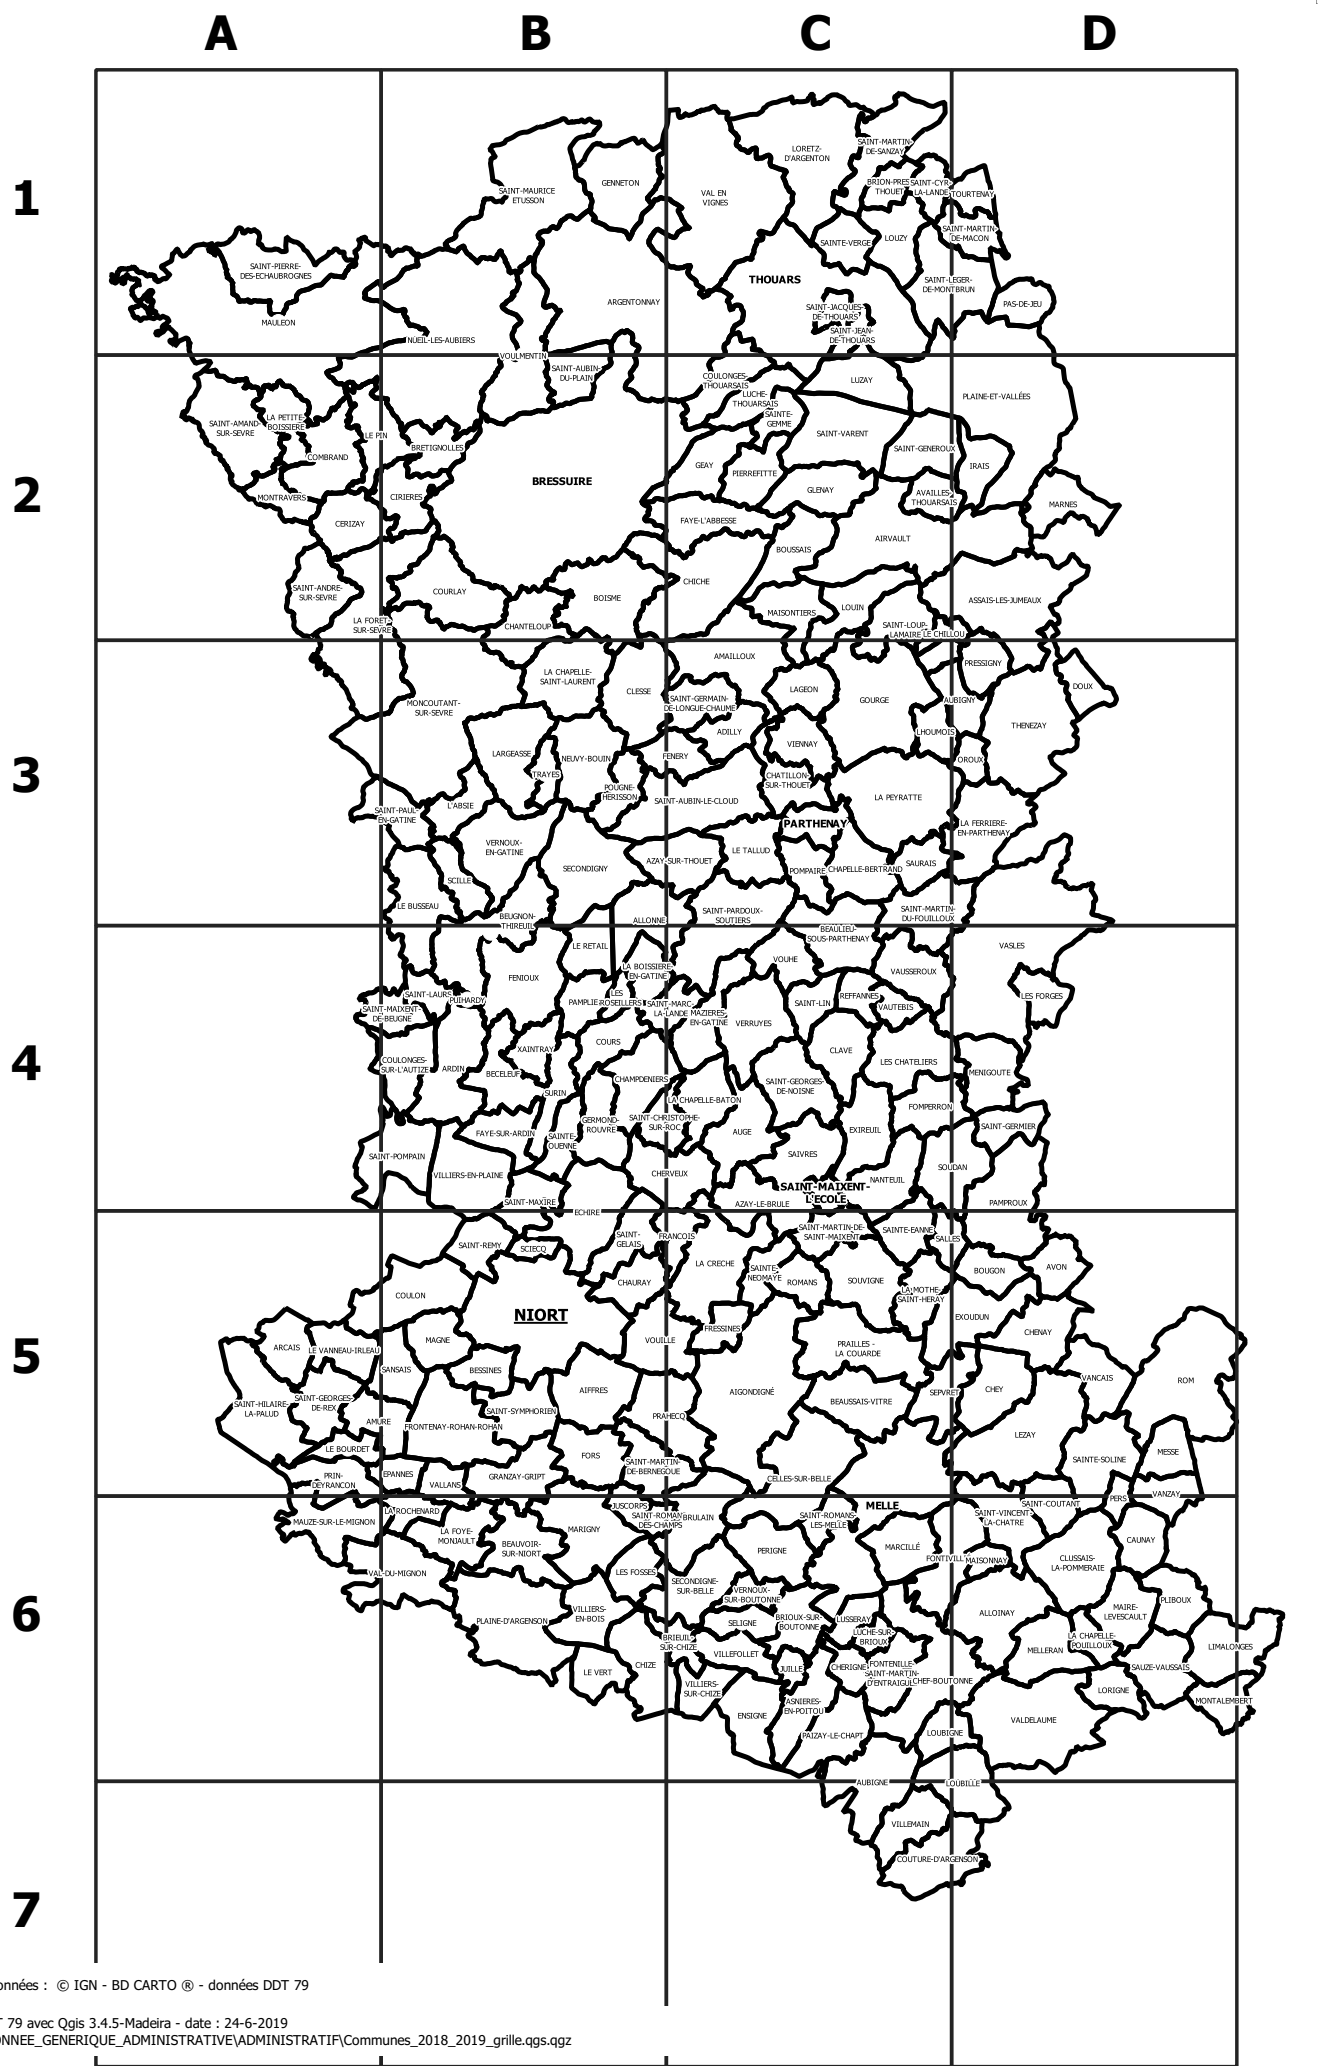 A B C D
1
LORETZ-
D'ARGENTON
SAINT-MARTIN-
DE-SANZAY
GENNETON
SAINT-MAURICE
ETUSSON
VAL EN
VIGNES
BRION-PRES
THOUET
SAINT-CYR-
LA-LANDE
TOURTENAY
SAINT-MARTIN-
DE-MACON
SAINTE-VERGE
LOUZY
SAINT-PIERRE-
DES-ECHAUBROGNES
THOUARS
SAINT-LEGER-
DE-MONTBRUN
ARGENTONNAY
PAS-DE-JEU
SAINT-JACQUES-
DE-THOUARS
MAULEON
SAINT-JEAN-
DE-THOUARS
NUEIL-LES-AUBIERS
VOULMENTIN
2
SAINT-AUBIN-
DU-PLAIN
COULONGES-
THOUARSAIS
LUZAY
LUCHE-
THOUARSAIS
PLAINE-ET-VALLÉES
SAINTE-
GEMME
SAINT-AMAND-
SUR-SEVRE
LA PETITE-
BOISSIERE
LE PIN
SAINT-VARENT
COMBRAND
BRETIGNOLLES
SAINT-GENEROUX
GEAY
IRAIS
PIERREFITTE
BRESSUIRE
GLENAY
MONTRAVERS
CIRIERES
AVAILLES-
THOUARSAIS
MARNES
CERIZAY
FAYE-L'ABBESSE
AIRVAULT
BOUSSAIS
CHICHE
SAINT-ANDRE-
SUR-SEVRE
COURLAY
BOISME
ASSAIS-LES-JUMEAUX
MAISONTIERS
LOUIN
LA FORET-
SUR-SEVRE
CHANTELOUP
SAINT-LOUP-
LAMAIRE
LE CHILLOU
3
AMAILLOUX
PRESSIGNY
LA CHAPELLE-
SAINT-LAURENT
CLESSE
LAGEON
DOUX
SAINT-GERMAIN-
DE-LONGUE-CHAUME
GOURGE
AUBIGNY
MONCOUTANT-
SUR-SEVRE
THENEZAY
ADILLY
LHOUMOIS
VIENNAY
LARGEASSE
NEUVY-BOUIN
FENERY
OROUX
TRAYES
CHATILLON-
SUR-THOUET
POUGNE-
HERISSON
SAINT-AUBIN-LE-CLOUD
LA PEYRATTE
L'ABSIE
SAINT-PAUL-
EN-GATINE
PARTHENAY
LA FERRIERE-
EN-PARTHENAY
VERNOUX-
EN-GATINE
LE TALLUD
AZAY-SUR-THOUET
SECONDIGNY
POMPAIRE
CHAPELLE-BERTRAND
SAURAIS
SCILLE
LE BUSSEAU
BEUGNON-
THIREUIL
ALLONNE
SAINT-PARDOUX-
SOUTIERS
SAINT-MARTIN-
DU-FOUILLOUX
BEAULIEU-
SOUS-PARTHENAY
4
LE RETAIL
VASLES
VOUHE
LA BOISSIERE-
EN-GATINE
VAUSSEROUX
FENIOUX
SAINT-LAURS
PUIHARDY
PAMPLIE
LES
GROSEILLERS
SAINT-MARC-
LA-LANDE
MAZIERES-
EN-GATINE
SAINT-LIN
REFFANNES
VAUTEBIS
LES FORGES
SAINT-MAIXENT-
DE-BEUGNE
VERRUYES
COURS
XAINTRAY
CLAVE
LES CHATELIERS
COULONGES-
SUR-L'AUTIZE
ARDIN
BECELEUF
MENIGOUTE
CHAMPDENIERS
SAINT-GEORGES-
DE-NOISNE
SURIN
LA CHAPELLE-BATON
FOMPERRON
GERMOND-
ROUVRE
SAINT-CHRISTOPHE-
SUR-ROC
SAINT-GERMIER
FAYE-SUR-ARDIN
SAINTE-
OUENNE
AUGE
EXIREUIL
SAINT-POMPAIN
SAIVRES
SOUDAN
VILLIERS-EN-PLAINE
CHERVEUX
NANTEUIL
SAINT-MAIXENT-
L'ECOLE
SAINT-MAXIRE
AZAY-LE-BRULE
PAMPROUX
ECHIRE
5
SAINT-REMY
SCIECQ
SAINT-
GELAIS
FRANCOIS
SAINT-MARTIN-DE-
SAINT-MAIXENT
SAINTE-EANNE
SALLES
LA CRECHE
SAINTE-
NEOMAYE
ROMANS
SOUVIGNE
BOUGON
AVON
COULON
CHAURAY
LA MOTHE-
SAINT-HERAY
NIORT
FRESSINES
EXOUDUN
CHENAY
MAGNE
VOUILLE
ARCAIS
LE VANNEAU-IRLEAU
PRAILLES -
LA COUARDE
SANSAIS
BESSINES
VANCAIS
ROM
AIFFRES
AIGONDIGNÉ
SEPVRET
CHEY
SAINT-GEORGES-
DE-REX
SAINT-HILAIRE-
LA-PALUD
BEAUSSAIS-VITRE
SAINT-SYMPHORIEN
PRAHECQ
AMURE
FRONTENAY-ROHAN-ROHAN
LEZAY
LE BOURDET
FORS
MESSE
SAINT-MARTIN-
DE-BERNEGOUE
SAINTE-SOLINE
PRIN-
DEYRANCON
EPANNES
VALLANS
GRANZAY-GRIPT
CELLES-SUR-BELLE
PERS
VANZAY
6
JUSCORPS
MELLE
SAINT-COUTANT
LA ROCHENARD
SAINT-ROMANS-
DES-CHAMPS
BRULAIN
SAINT-ROMANS-
LES-MELLE
SAINT-VINCENT-
LA-CHATRE
MAUZE-SUR-LE-MIGNON
MARIGNY
LA FOYE-
MONJAULT
BEAUVOIR-
SUR-NIORT
PERIGNE
MARCILLÉ
CAUNAY
FONTIVILLIE
MAISONNAY
CLUSSAIS-
LA-POMMERAIE
VAL-DU-MIGNON
LES FOSSES
SECONDIGNE-
SUR-BELLE
VERNOUX-
SUR-BOUTONNE
PLIBOUX
PLAINE-D'ARGENSON
VILLIERS-
EN-BOIS
SELIGNE
BRIOUX-SUR-
BOUTONNE
LUSSERAY
ALLOINAY
MAIRE-
LEVESCAULT
LUCHE-SUR-
BRIOUX
BRIEUIL-
SUR-CHIZE
VILLEFOLLET
MELLERAN
LA CHAPELLE-
POUILLOUX
LIMALONGES
LE VERT
CHIZE
JUILLE
CHERIGNE
FONTENILLE-
SAINT-MARTIN-
D'ENTRAIGUES
CHEF-BOUTONNE
SAUZE-VAUSSAIS
VILLIERS-
SUR-CHIZE
LORIGNE
MONTALEMBERT
ENSIGNE
ASNIERES-
EN-POITOU
VALDELAUME
PAIZAY-LE-CHAPT
LOUBIGNE
AUBIGNE
LOUBILLE
7
VILLEMAIN
COUTURE-D'ARGENSON
onnées : © IGN - BD CARTO ® - données DDT 79
T 79 avec Qgis 3.4.5-Madeira - date : 24-6-2019
ONNEE_GENERIQUE_ADMINISTRATIVE\ADMINISTRATIF\Communes_2018_2019_grille.qgs.qgz